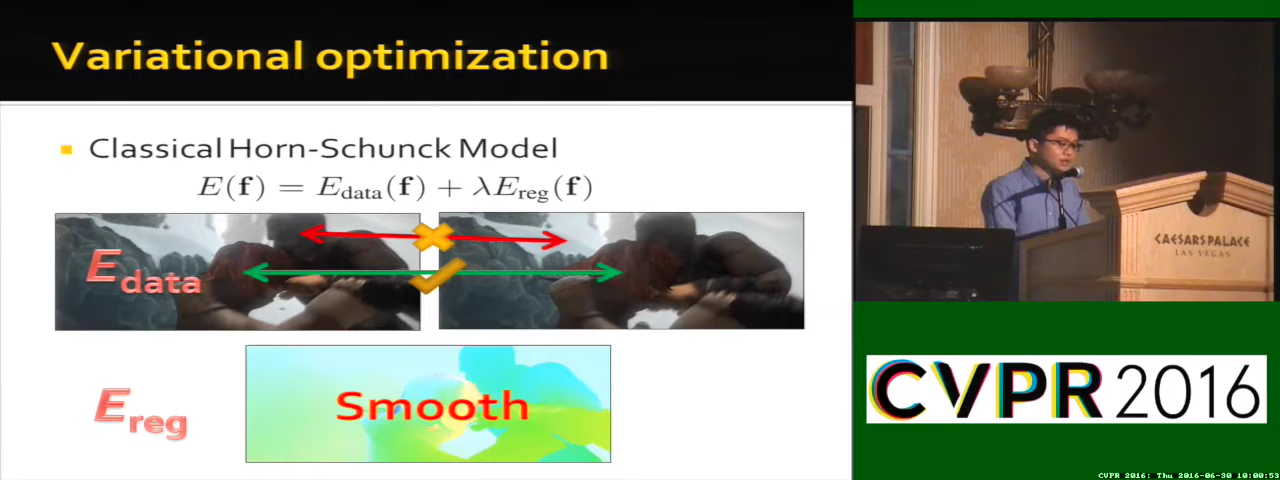 Variational optimization
Classical Horn-Schunck Model
E(f) = E_data(f) + λE_reg(f)
E_data
E_reg
Smooth
CAESARS PALACE
LAS VEGAS
CVPR 2016
CVPR 2016: Thu 2016-06-30 10:00:53